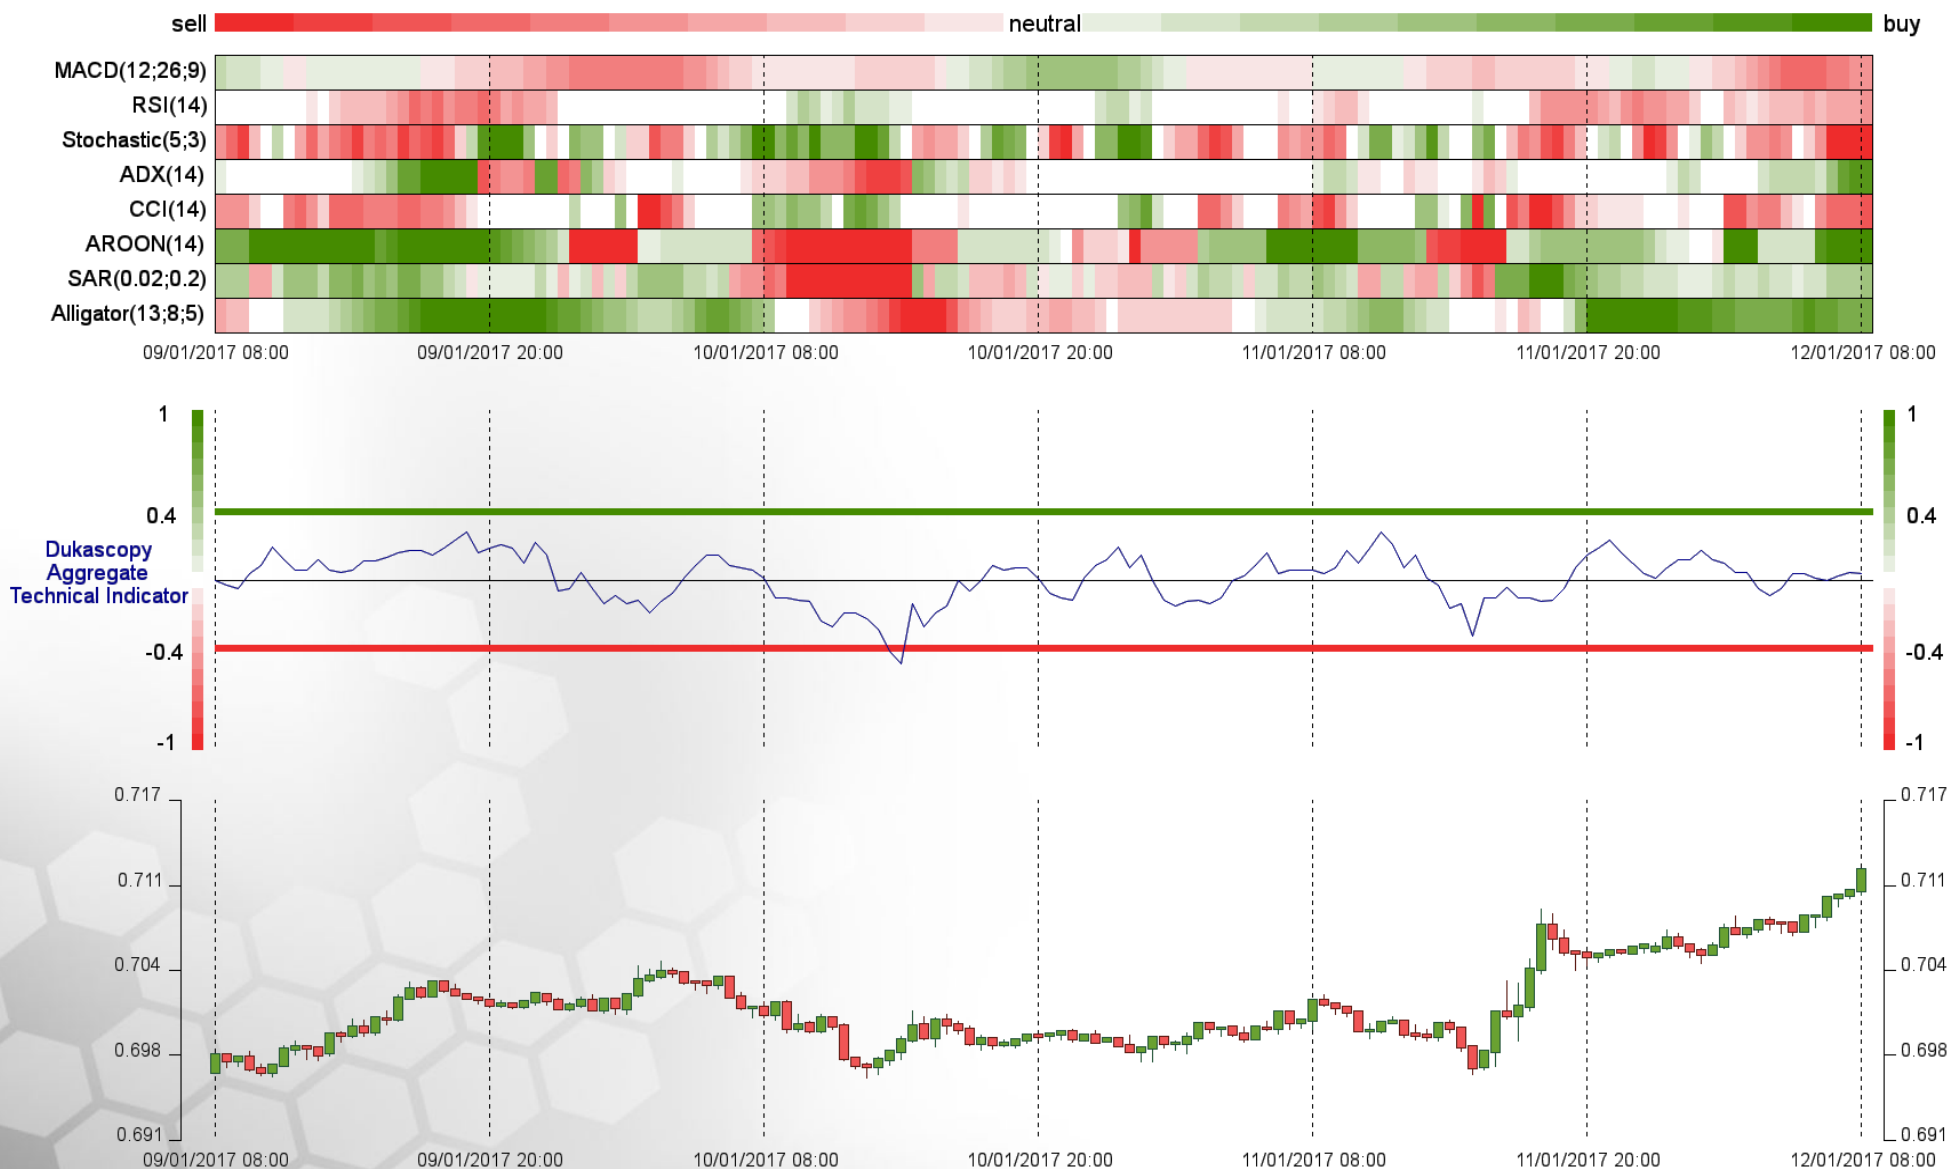 sell neutral buy
MACD(12;26;9)
RSI(14)
Stochastic(5;3)
ADX(14)
CCI(14)
AROON(14)
SAR(0.02;0.2)
Alligator(13;8;5)
09/01/2017 08:00 09/01/2017 20:00 10/01/2017 08:00 10/01/2017 20:00 11/01/2017 08:00 11/01/2017 20:00 12/01/2017 08:00
1 1
0.4 0.4
Dukascopy
Aggregate
Technical Indicator
-0.4 -0.4
-1 -1
0.717 0.717
0.711 0.711
0.704 0.704
0.698 0.698
0.691 0.691
09/01/2017 08:00 09/01/2017 20:00 10/01/2017 08:00 10/01/2017 20:00 11/01/2017 08:00 11/01/2017 20:00 12/01/2017 08:00